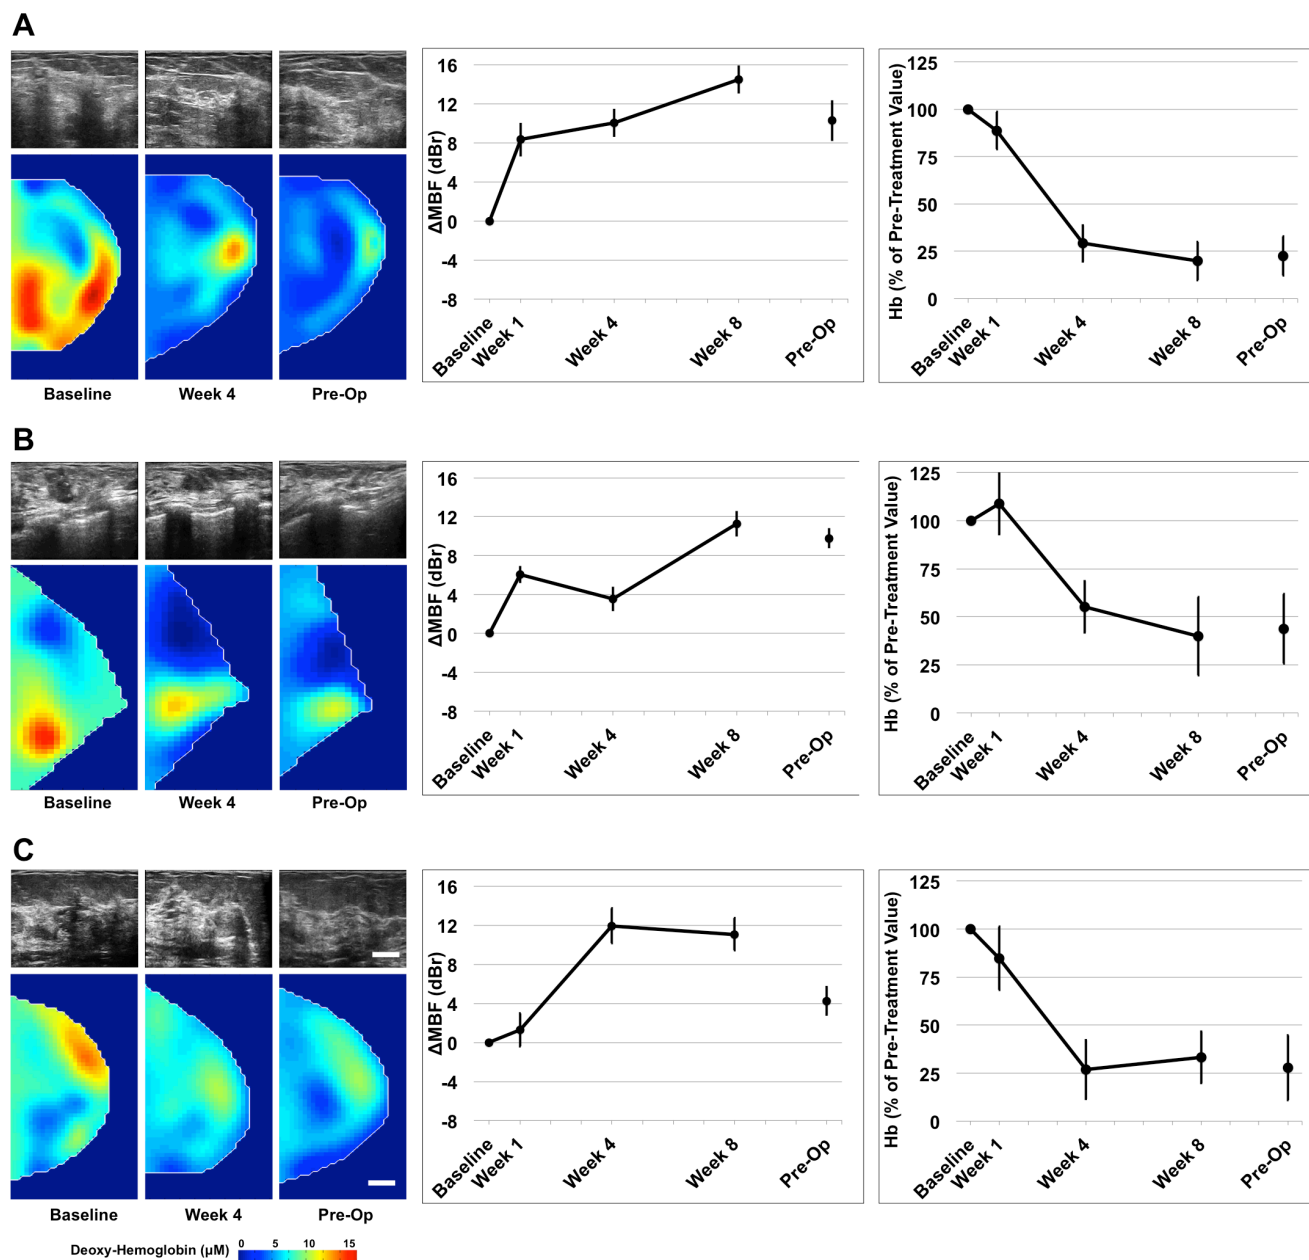 A
16
12
8
4
0
-4
-8
ΔMBF (dBr)
Baseline
Week 1
Week 4
Week 8
Pre-Op
125
100
75
50
25
0
Hb (% of Pre-Treatment Value)
Baseline
Week 1
Week 4
Week 8
Pre-Op
Baseline Week 4 Pre-Op
B
16
12
8
4
0
-4
-8
ΔMBF (dBr)
Baseline
Week 1
Week 4
Week 8
Pre-Op
125
100
75
50
25
0
Hb (% of Pre-Treatment Value)
Baseline
Week 1
Week 4
Week 8
Pre-Op
Baseline Week 4 Pre-Op
C
16
12
8
4
0
-4
-8
ΔMBF (dBr)
Baseline
Week 1
Week 4
Week 8
Pre-Op
125
100
75
50
25
0
Hb (% of Pre-Treatment Value)
Baseline
Week 1
Week 4
Week 8
Pre-Op
Baseline Week 4 Pre-Op
Deoxy-Hemoglobin (µM) 0 5 10 15